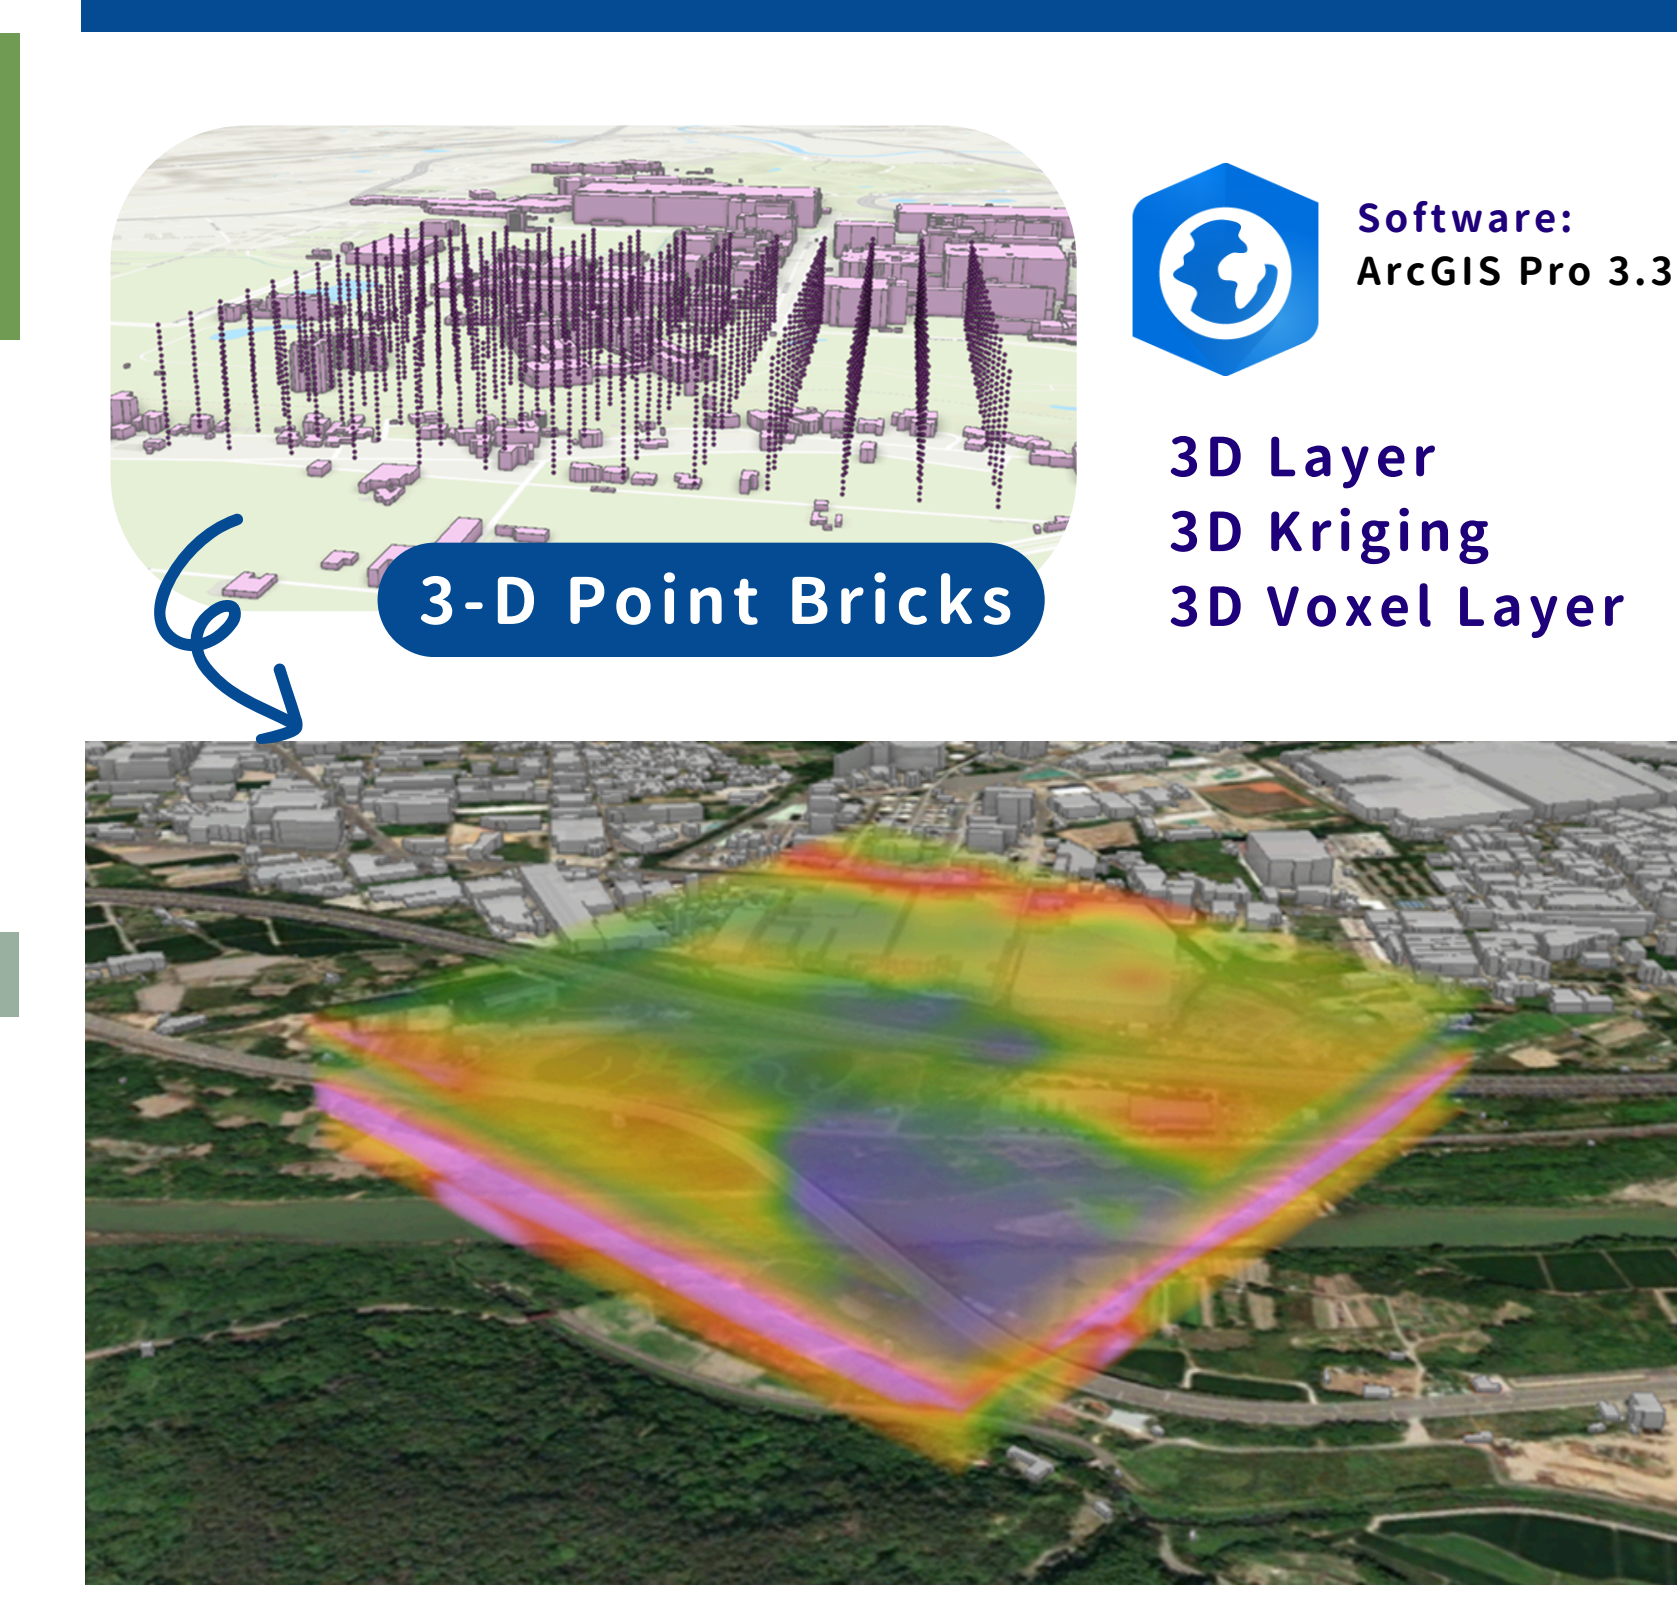 Software:
ArcGIS Pro 3.3
3D Layer
3D Kriging
3D Voxel Layer
3-D Point Bricks